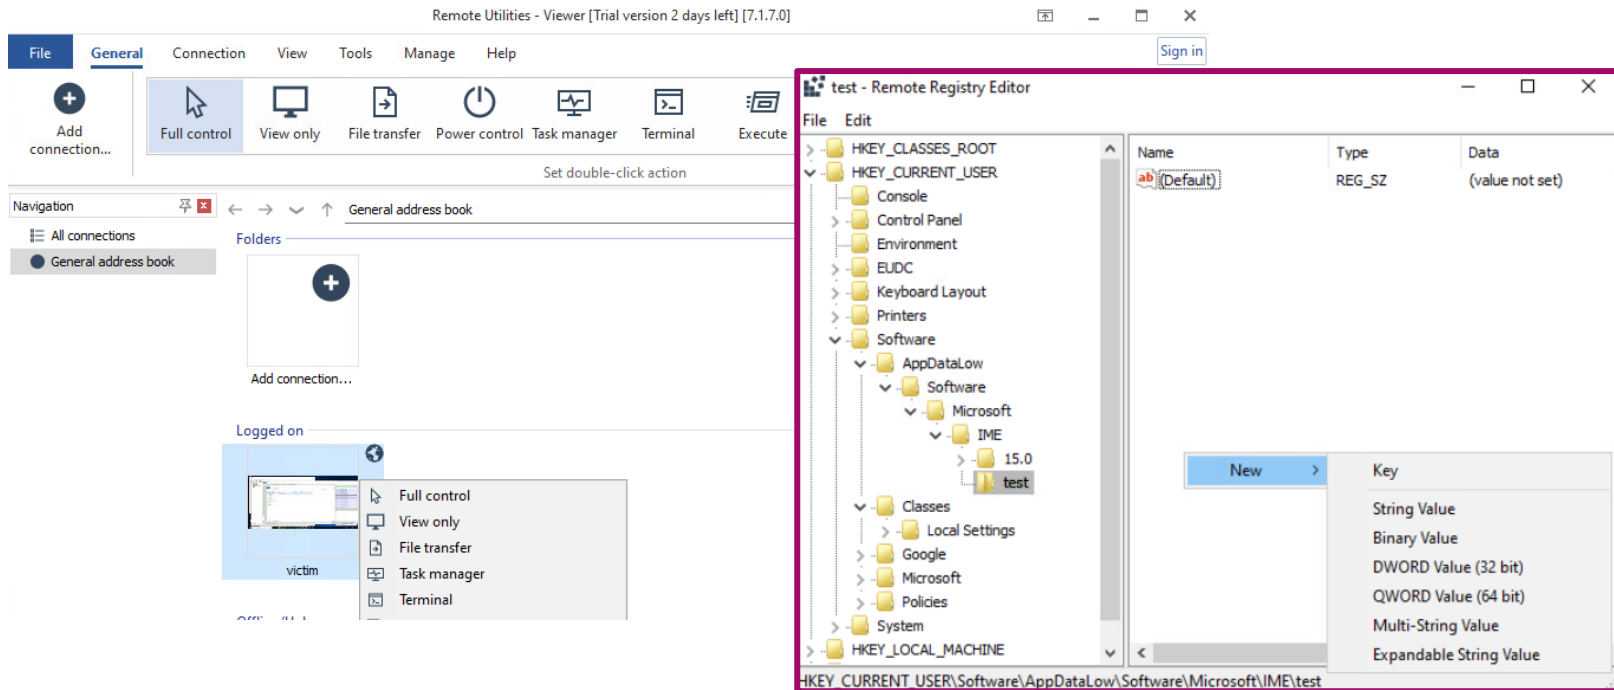 Remote Utilities - Viewer [Trial version 2 days left] [7.1.7.0]
File General Connection View Tools Manage Help
Sign in
Add connection...
Full control
View only
File transfer
Power control
Task manager
Terminal
Execute
Set double-click action
Navigation
All connections
General address book
General address book
Folders
Add connection...
Logged on
victim
Full control
View only
File transfer
Task manager
Terminal
test - Remote Registry Editor
File Edit
HKEY_CLASSES_ROOT
HKEY_CURRENT_USER
Console
Control Panel
Environment
EUDC
Keyboard Layout
Printers
Software
AppDataLow
Software
Microsoft
IME
15.0
test
Classes
Local Settings
Google
Microsoft
Policies
System
HKEY_LOCAL_MACHINE
Name Type Data
ab (Default) REG_SZ (value not set)
New
Key
String Value
Binary Value
DWORD Value (32 bit)
QWORD Value (64 bit)
Multi-String Value
Expandable String Value
HKEY_CURRENT_USER\Software\AppDataLow\Software\Microsoft\IME\test